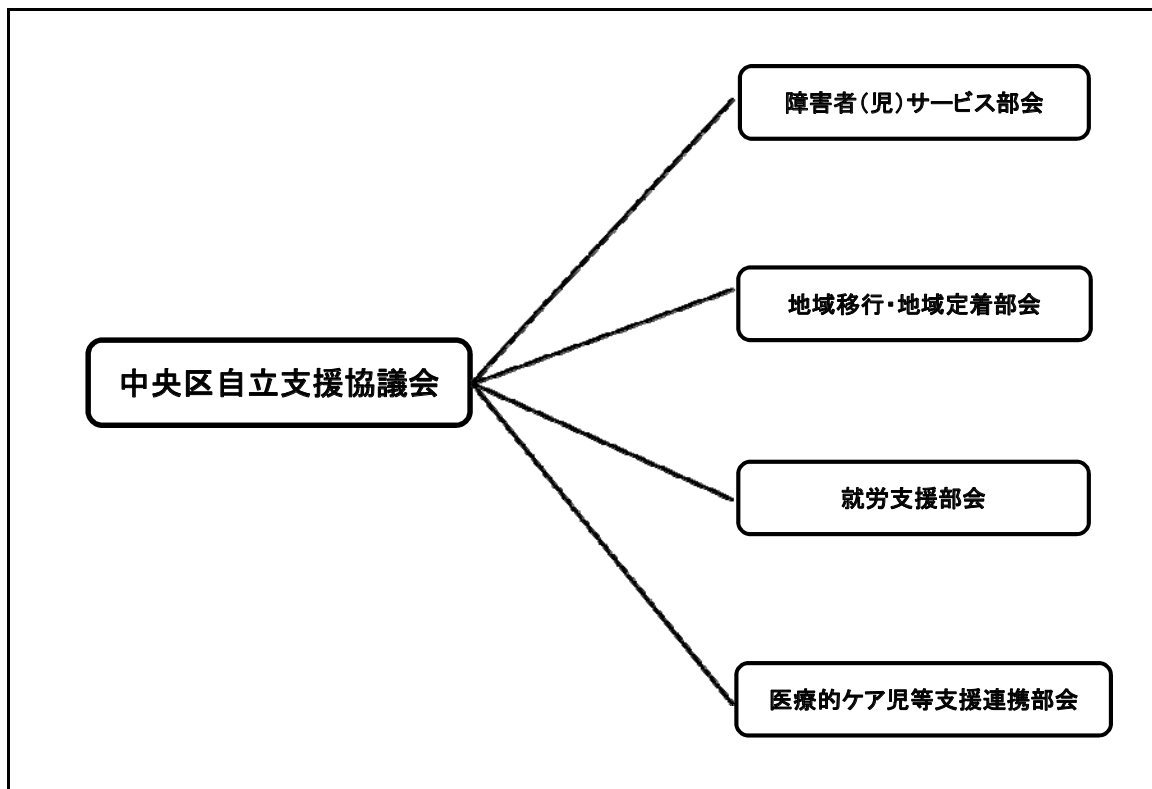 障害者（児）サービス部会
地域移行・地域定着部会
中央区自立支援協議会
就労支援部会
医療的ケア児等支援連携部会